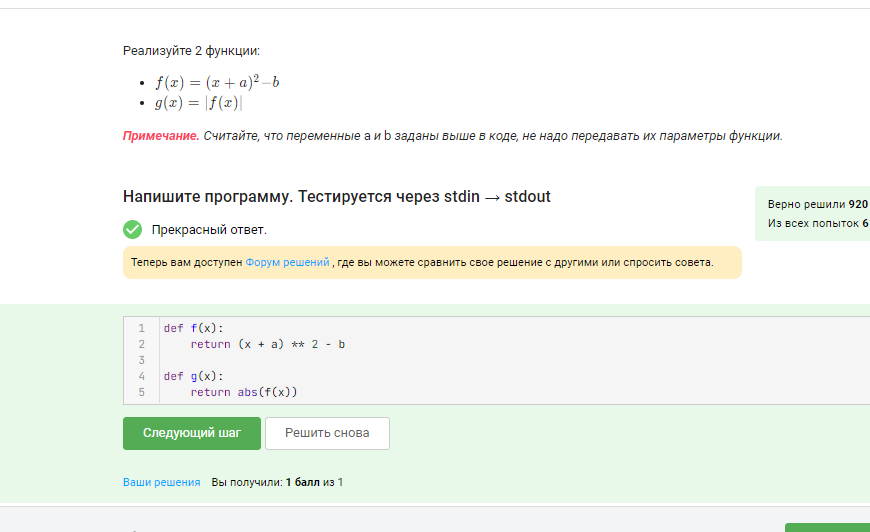 Реализуйте 2 функции:
• f(x) = (x + a)²−b
• g(x) = |f(x)|
Примечание. Считайте, что переменные a и b заданы выше в коде, не надо передавать их параметры функции.
Напишите программу. Тестируется через stdin → stdout
Верно решили 920
Из всех попыток 6
Прекрасный ответ.
Теперь вам доступен Форум решений , где вы можете сравнить свое решение с другими или спросить совета.
1 def f(x):
2     return (x + a) ** 2 - b
3
4 def g(x):
5     return abs(f(x))
Следующий шаг
Решить снова
Ваши решения Вы получили: 1 балл из 1